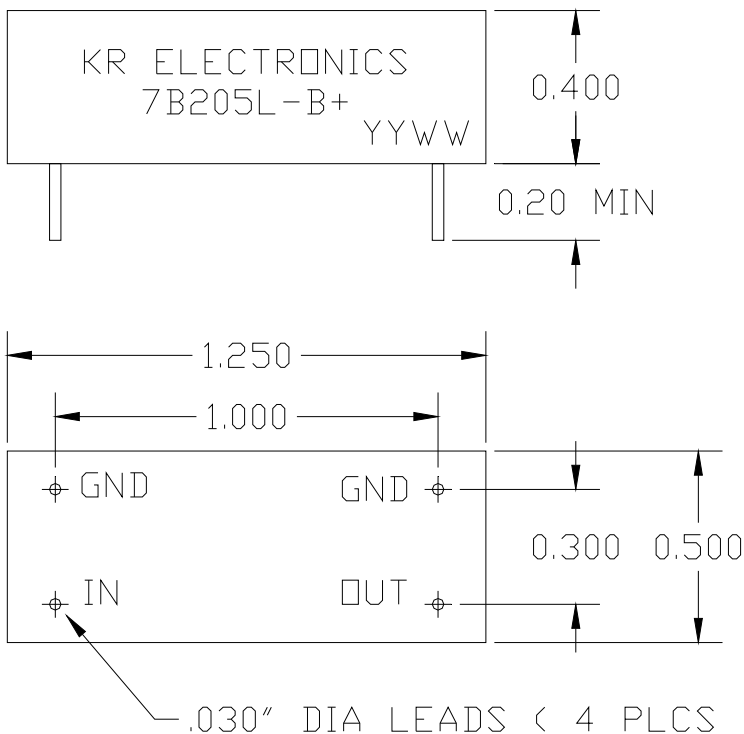 KR ELECTRONICS
7B205L-B+
YYWW
0.400
0.20 MIN
1.250
1.000
GND GND
0.300 0.500
IN OUT
.030" DIA LEADS ( 4 PLCS